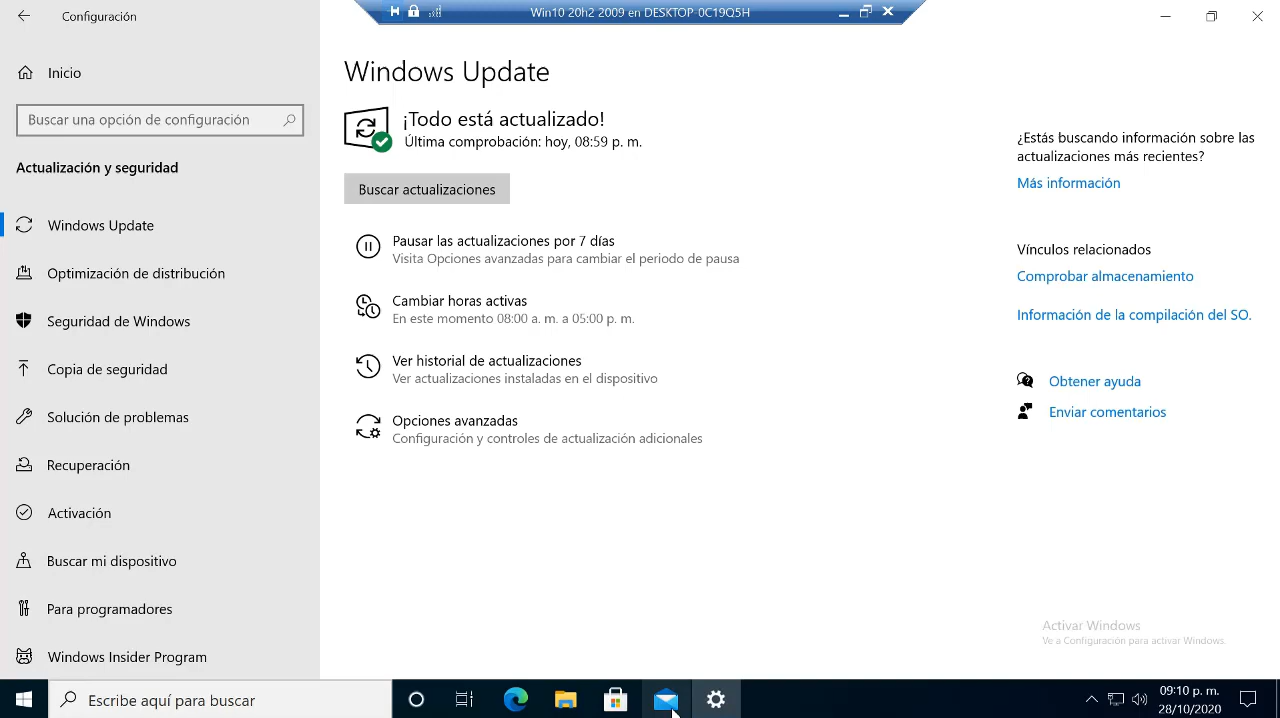 Configuración
Win10 20h2 2009 en DESKTOP-0C19Q5H
Inicio
Buscar una opción de configuración
Actualización y seguridad
Windows Update
Optimización de distribución
Seguridad de Windows
Copia de seguridad
Solución de problemas
Recuperación
Activación
Buscar mi dispositivo
Para programadores
Windows Insider Program
Windows Update
¡Todo está actualizado!
Última comprobación: hoy, 08:59 p. m.
Buscar actualizaciones
Pausar las actualizaciones por 7 días
Visita Opciones avanzadas para cambiar el periodo de pausa
Cambiar horas activas
En este momento 08:00 a. m. a 05:00 p. m.
Ver historial de actualizaciones
Ver actualizaciones instaladas en el dispositivo
Opciones avanzadas
Configuración y controles de actualización adicionales
¿Estás buscando información sobre las
actualizaciones más recientes?
Más información
Vínculos relacionados
Comprobar almacenamiento
Información de la compilación del SO.
Obtener ayuda
Enviar comentarios
Activar Windows
Ve a Configuración para activar Windows.
Escribe aquí para buscar
09:10 p. m.
28/10/2020